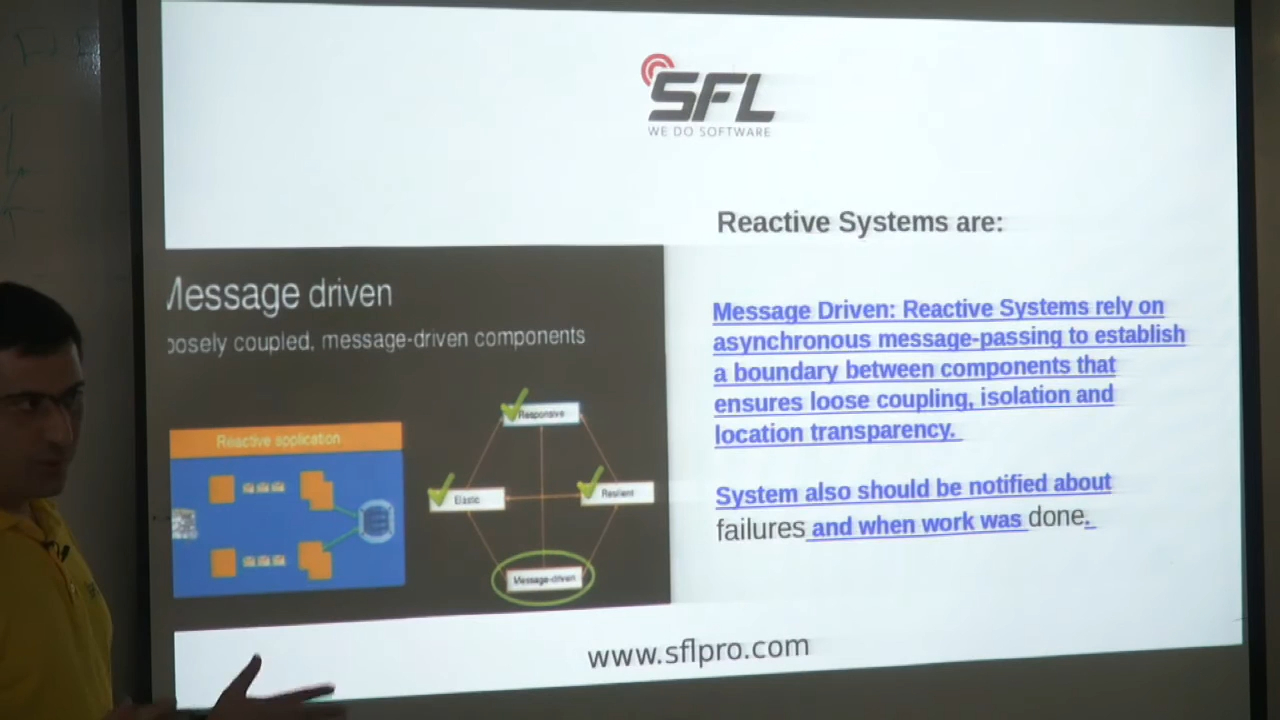 SFL
WE DO SOFTWARE
Reactive Systems are:
Message driven
oosely coupled, message-driven components
Reactive application
Responsive
Elastic
Resilient
Message-driven
Message Driven: Reactive Systems rely on
asynchronous message-passing to establish
a boundary between components that
ensures loose coupling, isolation and
location transparency.
System also should be notified about
failures and when work was done.
www.sflpro.com